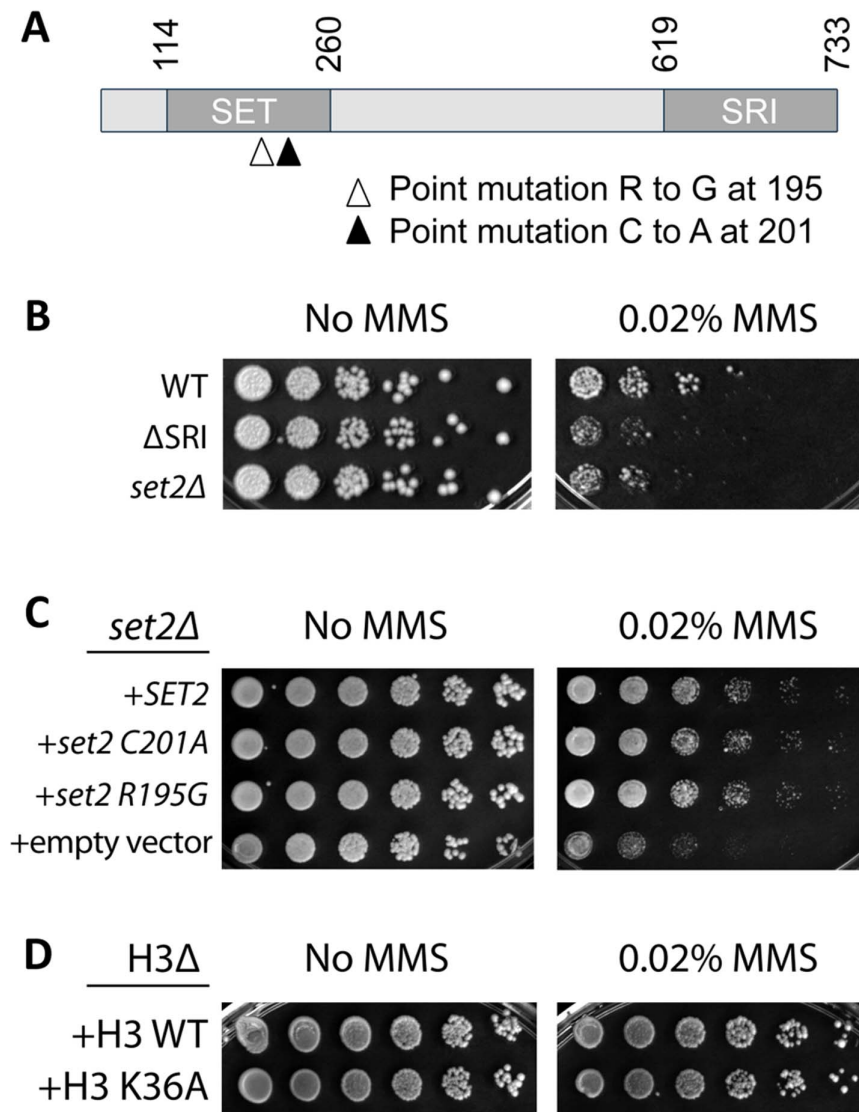 A
114 260 619 733
SET SRI
△ Point mutation R to G at 195
▲ Point mutation C to A at 201
B
No MMS 0.02% MMS
WT
ΔSRI
set2Δ
C
set2Δ No MMS 0.02% MMS
+SET2
+set2 C201A
+set2 R195G
+empty vector
D
H3Δ No MMS 0.02% MMS
+H3 WT
+H3 K36A